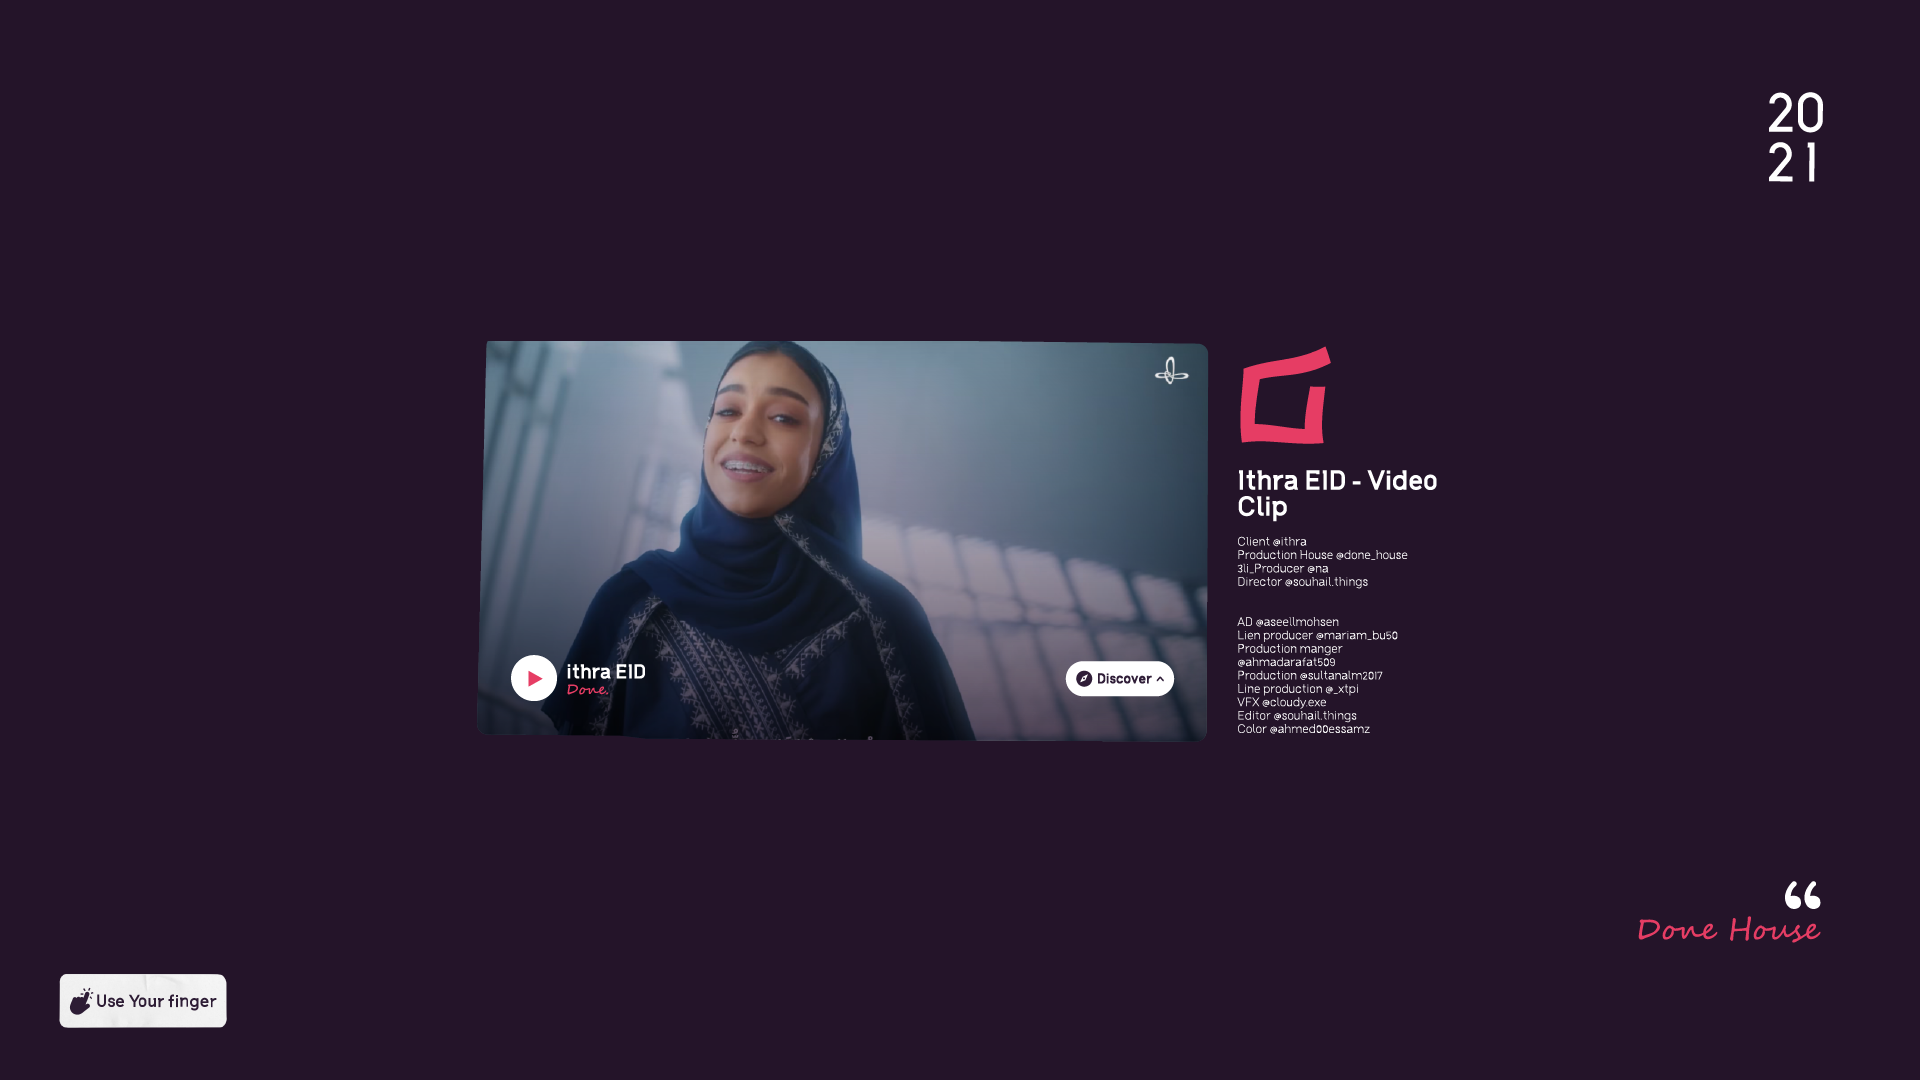 20
21
ithra EID
Done.
Discover
Ithra EID - Video
Clip
Client @ithra
Production House @done_house
3li_Producer @na
Director @souhail.things
AD @aseellmohsen
Lien producer @mariam_bu50
Production manger
@ahmadarafat509
Production @sultanalm2017
Line production @_xtpi
VFX @cloudy.exe
Editor @souhail.things
Color @ahmed00essamz
“
Done House
Use Your finger